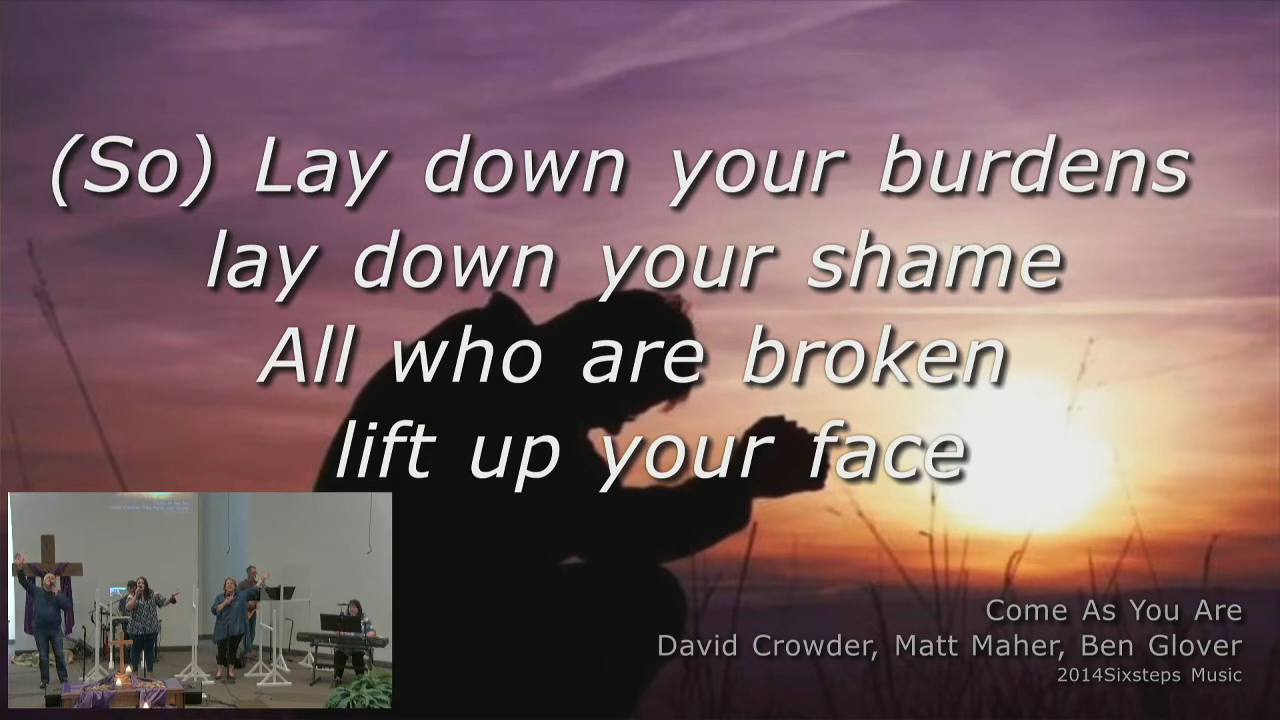 (So) Lay down your burdens
lay down your shame
All who are broken
lift up your face
Come As You Are
David Crowder, Matt Maher, Ben Glover
2014Sixsteps Music